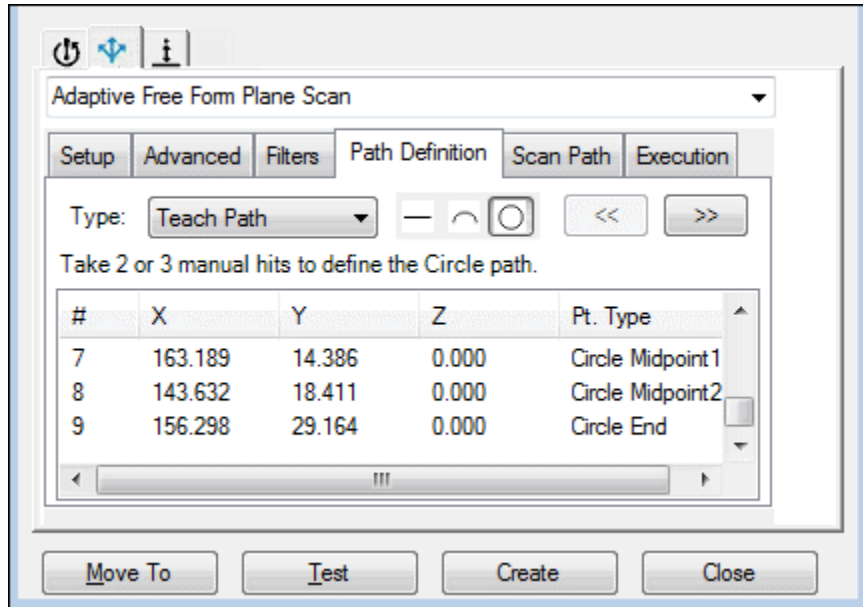 Adaptive Free Form Plane Scan
Setup Advanced Filters Path Definition Scan Path Execution
Type: Teach Path << >>
Take 2 or 3 manual hits to define the Circle path.
# X Y Z Pt. Type
7 163.189 14.386 0.000 Circle Midpoint1
8 143.632 18.411 0.000 Circle Midpoint2
9 156.298 29.164 0.000 Circle End
Move To Test Create Close